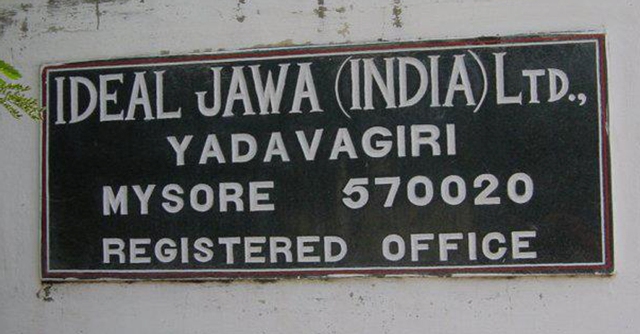 IDEAL JAWA (INDIA) LTD.,
YADAVAGIRI
MYSORE 570020
REGISTERED OFFICE